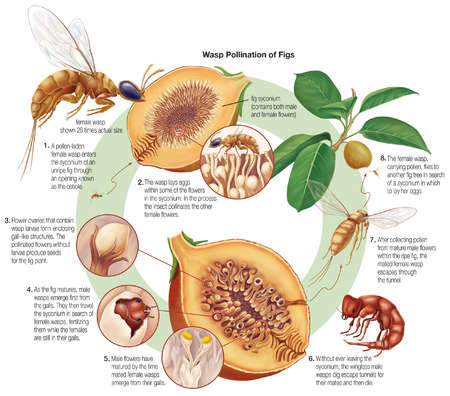 Wasp Pollination of Figs
female wasp
shown 20 times actual size
fig syconium
(contains both male
and female flowers)
1. A pollen-laden
female wasp enters
the syconium of an
unripe fig through
an opening known
as the ostiole.
2. The wasp lays eggs
within some of the flowers
in the syconium. In the process
the insect pollinates the other
female flowers.
3. Flower ovaries that contain
wasp larvae form enclosing
gall-like structures. The
pollinated flowers without
larvae produce seeds
for the fig plant.
4. As the fig matures, male
wasps emerge first from
the galls. They then travel
the syconium in search of
female wasps, fertilizing
them while the females
are still in their galls.
5. Male flowers have
matured by the time
mated female wasps
emerge from their galls.
6. Without ever leaving the
syconium, the wingless male
wasps dig escape tunnels for
their mates and then die.
7. After collecting pollen
from mature male flowers
within the ripe fig, the
mated female wasp
escapes through
the tunnel.
8. The female wasp,
carrying pollen, flies to
another fig tree in search
of a syconium in which
to lay her eggs.